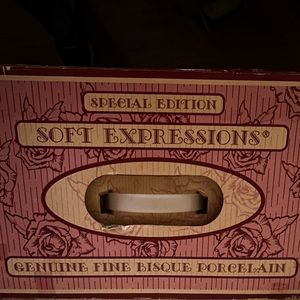 SPECIAL EDITION
SOFT EXPRESSIONS®
GENUINE FINE BISQUE PORCELAIN